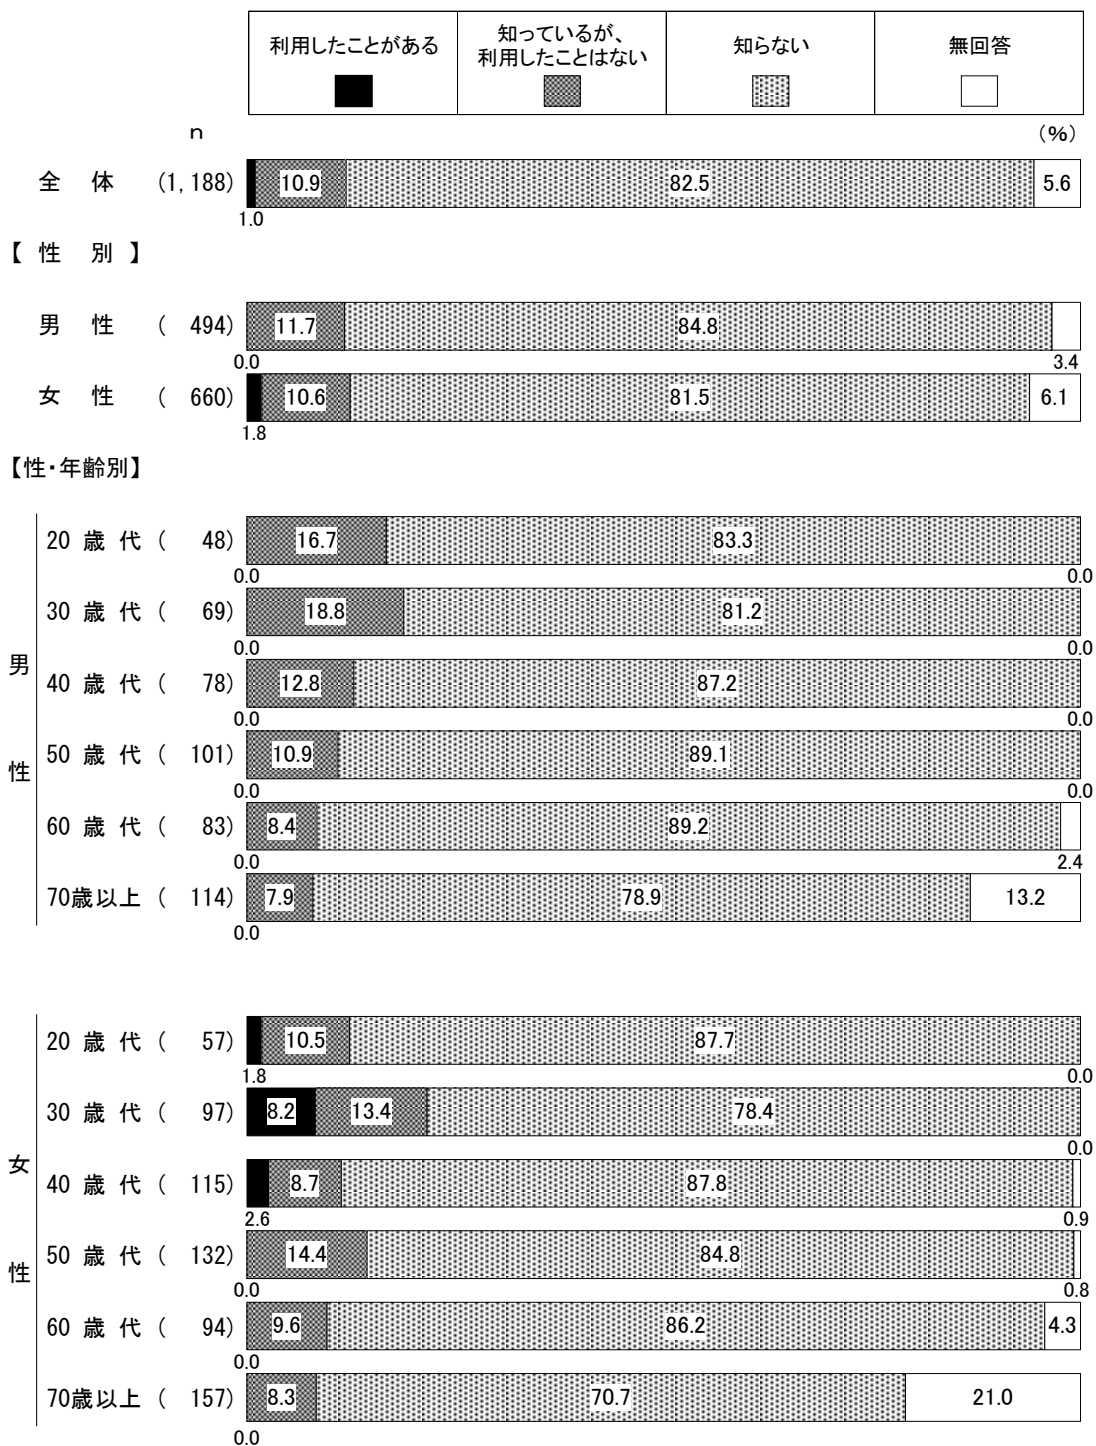 利用したことがある
知っているが、
利用したことはない
知らない
無回答
n
(%)
全 体 (1,188) 10.9 82.5 5.6
1.0
【 性 別 】
男 性 ( 494) 11.7 84.8
0.0 3.4
女 性 ( 660) 10.6 81.5 6.1
1.8
【性・年齢別】
男性
20 歳 代 ( 48) 16.7 83.3
0.0 0.0
30 歳 代 ( 69) 18.8 81.2
0.0 0.0
40 歳 代 ( 78) 12.8 87.2
0.0 0.0
50 歳 代 ( 101) 10.9 89.1
0.0 0.0
60 歳 代 ( 83) 8.4 89.2
0.0 2.4
70歳以上 ( 114) 7.9 78.9 13.2
0.0
女性
20 歳 代 ( 57) 10.5 87.7
1.8 0.0
30 歳 代 ( 97) 8.2 13.4 78.4
0.0
40 歳 代 ( 115) 8.7 87.8
2.6 0.9
50 歳 代 ( 132) 14.4 84.8
0.0 0.8
60 歳 代 ( 94) 9.6 86.2 4.3
0.0
70歳以上 ( 157) 8.3 70.7 21.0
0.0